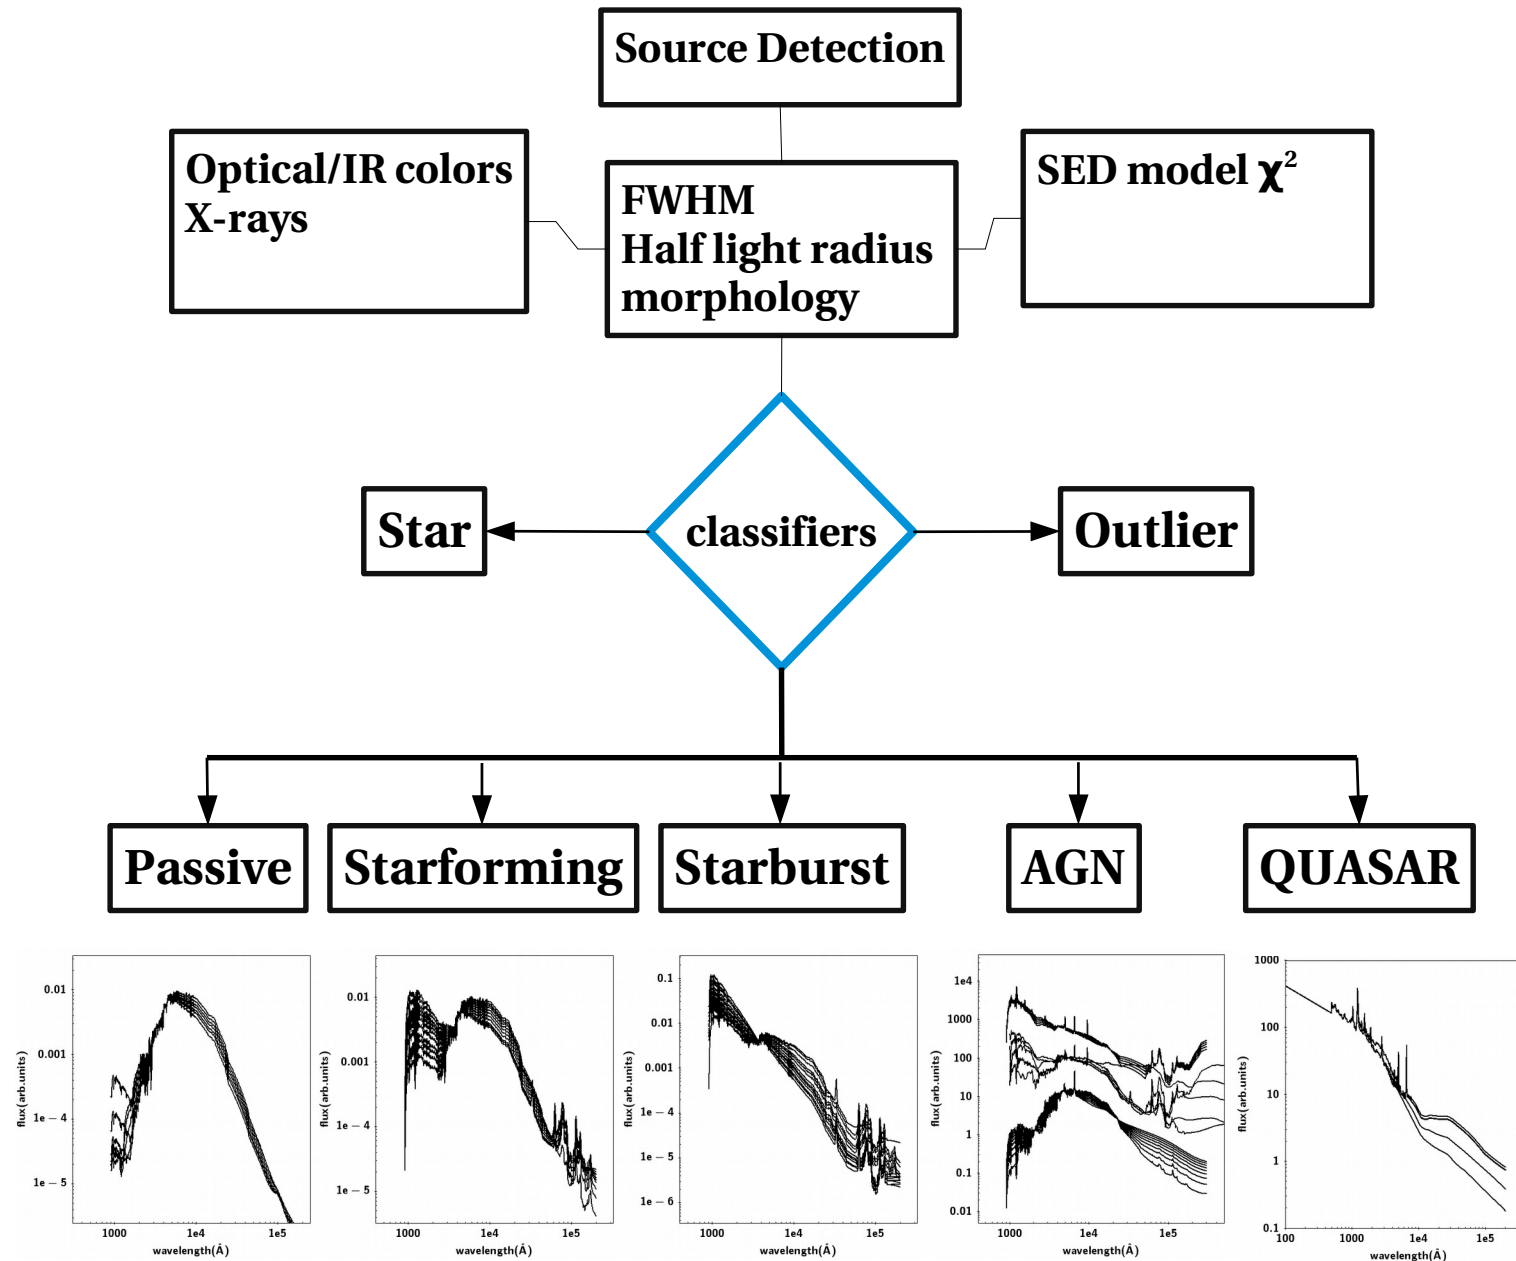 Source Detection
Optical/IR colors
X-rays
FWHM
Half light radius
morphology
SED model χ²
Star
classifiers
Outlier
Passive
Starforming
Starburst
AGN
QUASAR
0.01
0.001
1e − 4
1e − 5
flux(arb.units)
1000
1e4
1e5
wavelength(Å)
0.01
0.001
1e − 4
1e − 5
flux(arb.units)
1000
1e4
1e5
wavelength(Å)
0.1
0.01
0.001
1e − 4
1e − 5
1e − 6
flux(arb.units)
1000
1e4
1e5
wavelength(Å)
1e4
1000
100
10
1
0.1
0.01
flux(arb.units)
1000
1e4
1e5
wavelength(Å)
1000
100
10
1
0.1
flux(arb.units)
100
1000
1e4
1e5
wavelength(Å)